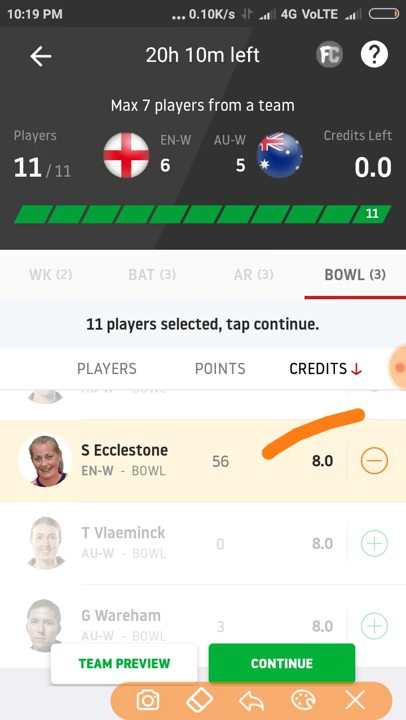 10:19 PM ... 0.10K/s 4G VoLTE
20h 10m left
FC ?
Max 7 players from a team
Players EN-W AU-W Credits Left
11 / 11 6 5 0.0
11
WK (2) BAT (3) AR (3) BOWL (3)
11 players selected, tap continue.
PLAYERS POINTS CREDITS ↓
S Ecclestone
EN-W - BOWL 56 8.0
T Vlaeminck
AU-W - BOWL 0 8.0
G Wareham
AU-W - BOWL 3 8.0
TEAM PREVIEW CONTINUE